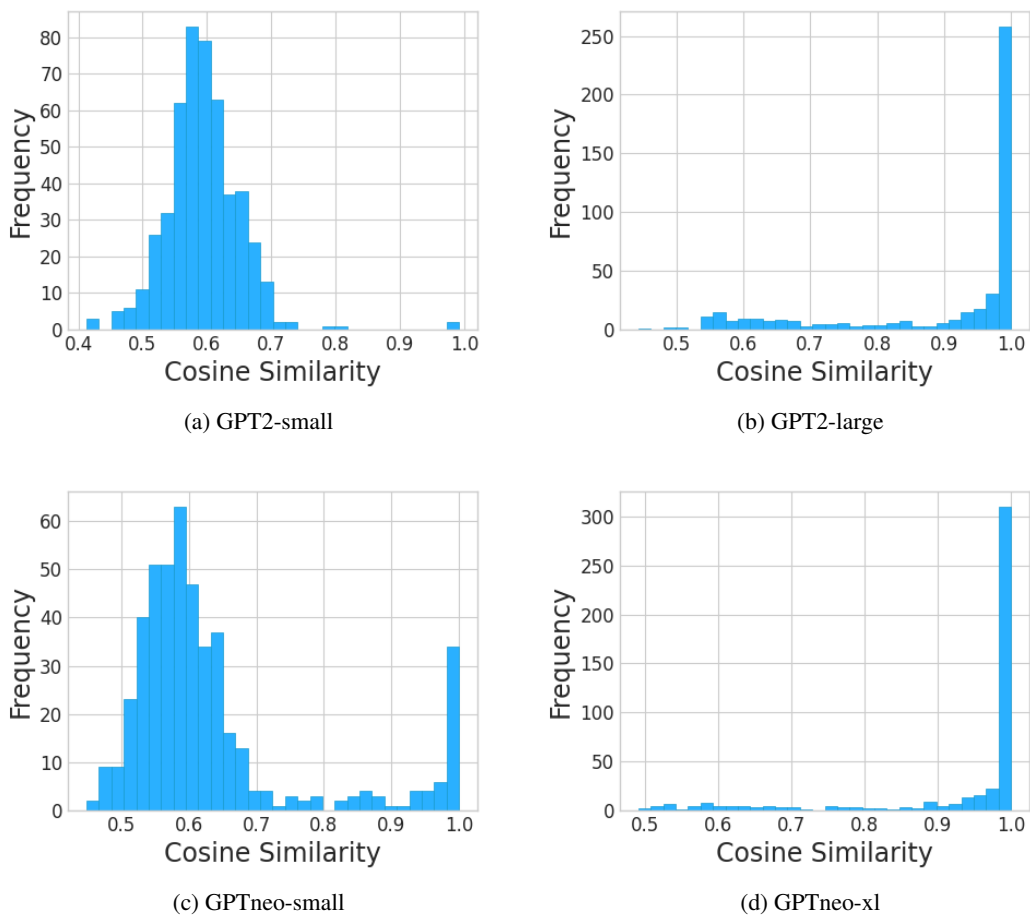 80
70
60
50
40
30
20
10
0
Frequency
0.4 0.5 0.6 0.7 0.8 0.9 1.0
Cosine Similarity
(a) GPT2-small
250
200
150
100
50
0
Frequency
0.5 0.6 0.7 0.8 0.9 1.0
Cosine Similarity
(b) GPT2-large
60
50
40
30
20
10
0
Frequency
0.5 0.6 0.7 0.8 0.9 1.0
Cosine Similarity
(c) GPTneo-small
300
250
200
150
100
50
0
Frequency
0.5 0.6 0.7 0.8 0.9 1.0
Cosine Similarity
(d) GPTneo-xl